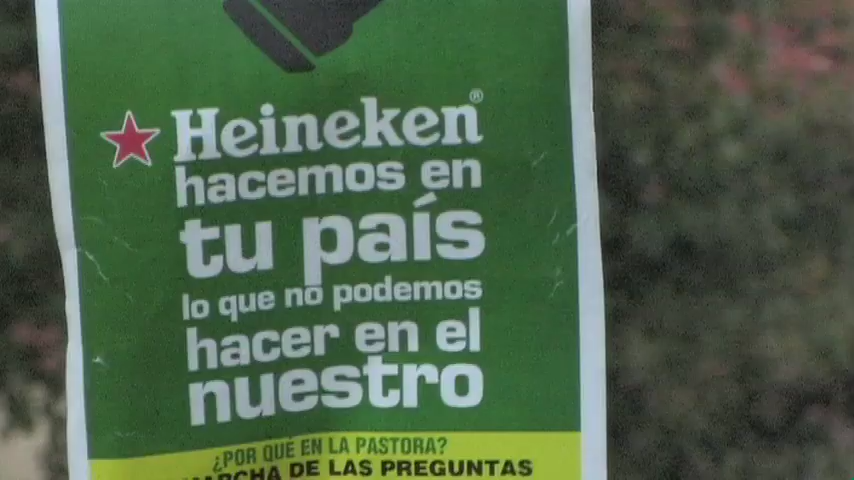 Heineken®
hacemos en
tu país
lo que no podemos
hacer en el
nuestro
¿POR QUÉ EN LA PASTORA?
MARCHA DE LAS PREGUNTAS